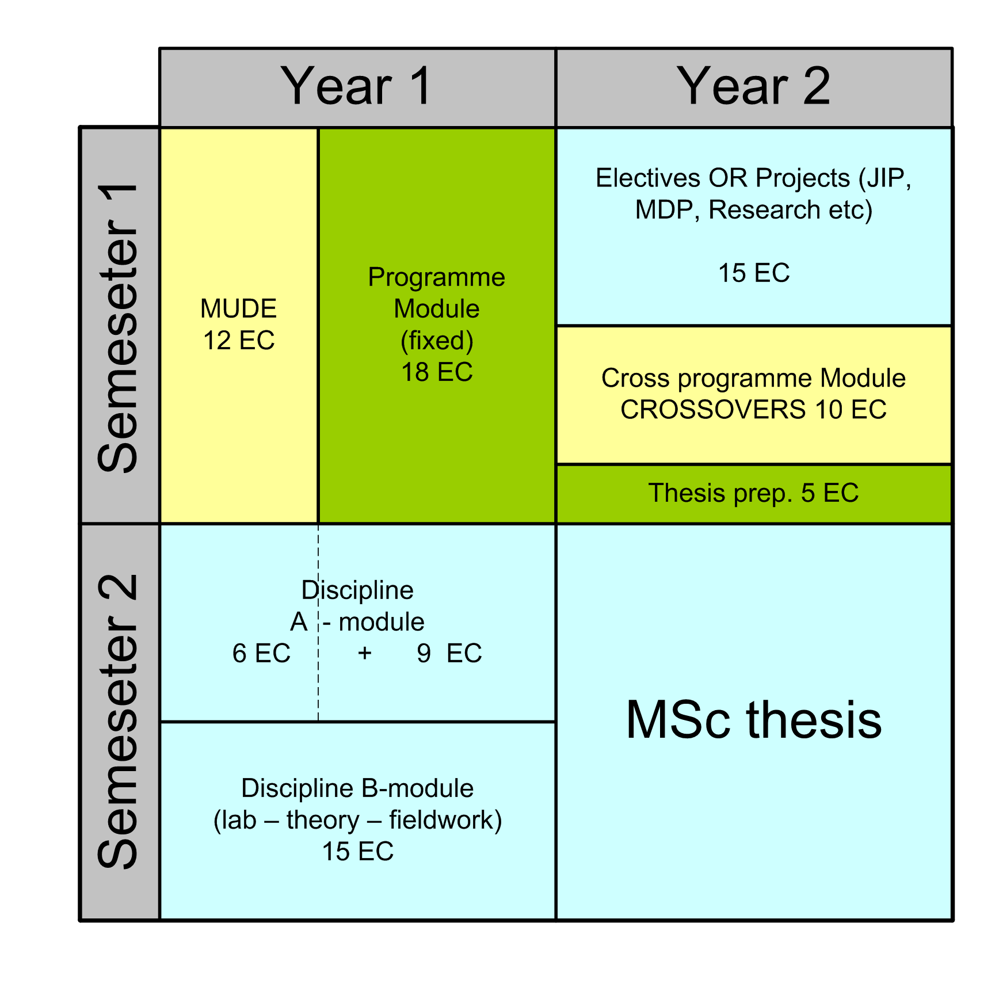 Year 1
Year 2
Semeseter 1
MUDE
12 EC
Programme
Module
(fixed)
18 EC
Electives OR Projects (JIP,
MDP, Research etc)
15 EC
Cross programme Module
CROSSOVERS 10 EC
Thesis prep. 5 EC
Semeseter 2
Discipline
A - module
6 EC + 9 EC
Discipline B-module
(lab – theory – fieldwork)
15 EC
MSc thesis